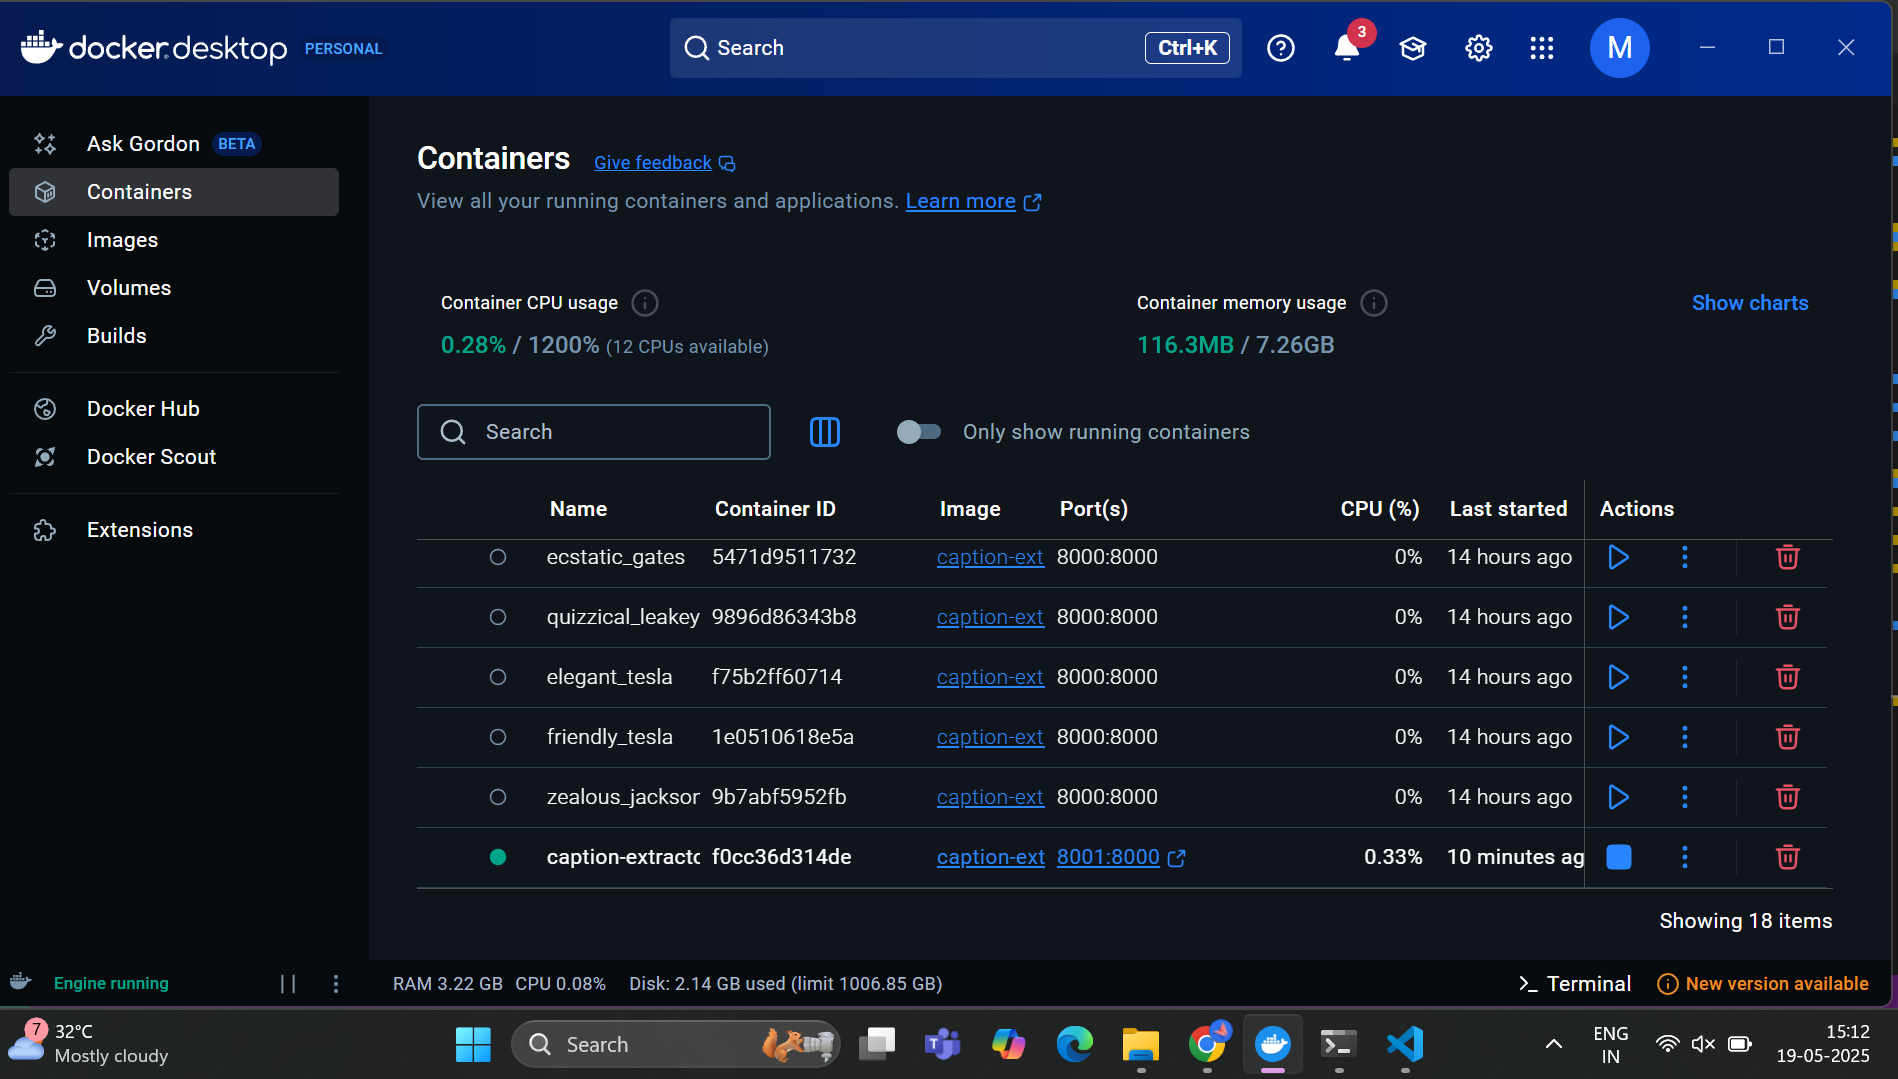 docker.desktop PERSONAL
Search Ctrl+K
3
M
Ask Gordon BETA
Containers
Images
Volumes
Builds
Docker Hub
Docker Scout
Extensions
Containers Give feedback
View all your running containers and applications. Learn more
Container CPU usage
0.28% / 1200% (12 CPUs available)
Container memory usage
116.3MB / 7.26GB
Show charts
Search
Only show running containers
Name Container ID Image Port(s) CPU (%) Last started Actions
ecstatic_gates 5471d9511732 caption-ext 8000:8000 0% 14 hours ago
quizzical_leakey 9896d86343b8 caption-ext 8000:8000 0% 14 hours ago
elegant_tesla f75b2ff60714 caption-ext 8000:8000 0% 14 hours ago
friendly_tesla 1e0510618e5a caption-ext 8000:8000 0% 14 hours ago
zealous_jackson 9b7abf5952fb caption-ext 8000:8000 0% 14 hours ago
caption-extracto f0cc36d314de caption-ext 8001:8000 0.33% 10 minutes ag
Showing 18 items
Engine running
RAM 3.22 GB CPU 0.08% Disk: 2.14 GB used (limit 1006.85 GB)
>_ Terminal
New version available
7
32°C
Mostly cloudy
Search
ENG
IN
15:12
19-05-2025